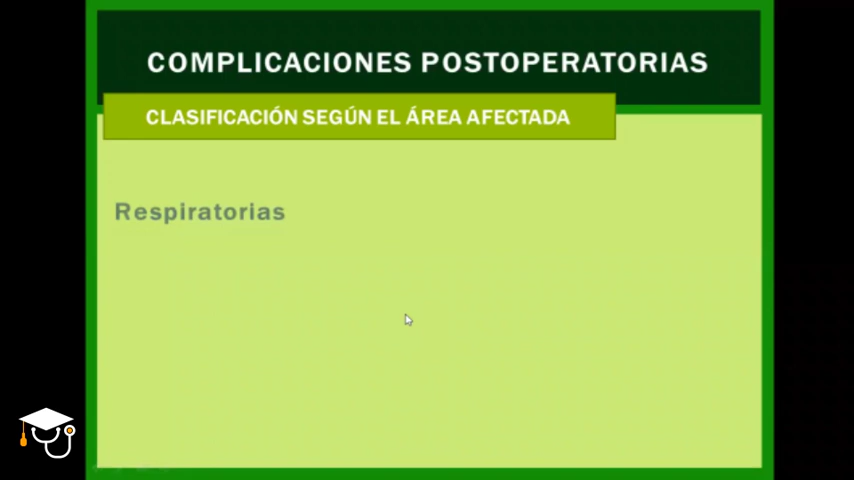 COMPLICACIONES POSTOPERATORIAS
CLASIFICACIÓN SEGÚN EL ÁREA AFECTADA
Respiratorias